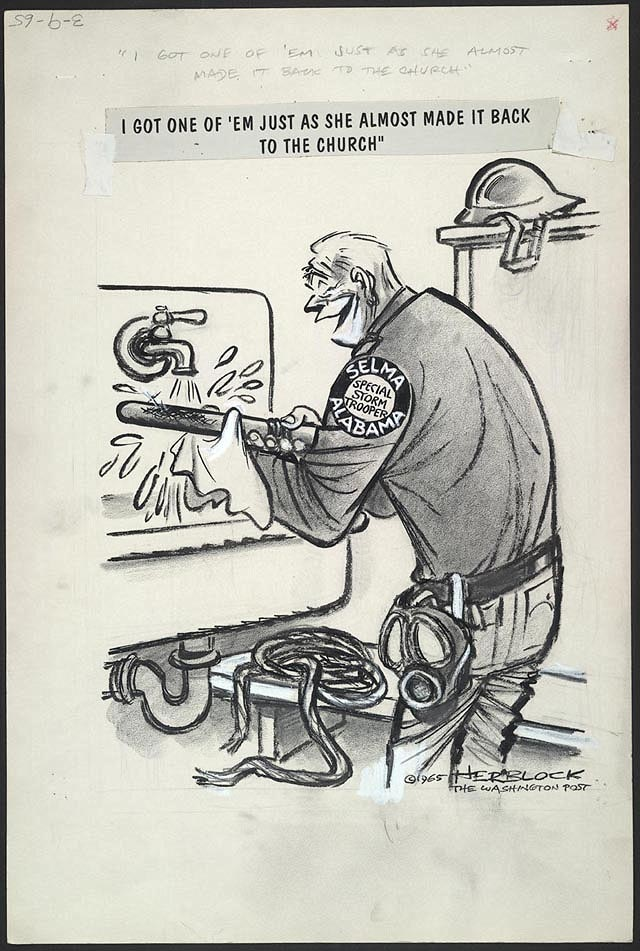 3-9-65
"I GOT ONE OF 'EM JUST AS SHE ALMOST
MADE IT BACK TO THE CHURCH"
I GOT ONE OF 'EM JUST AS SHE ALMOST MADE IT BACK
TO THE CHURCH"
SELMA
SPECIAL
STORM
TROOPER
ALABAMA
©1965 HERBLOCK
THE WASHINGTON POST